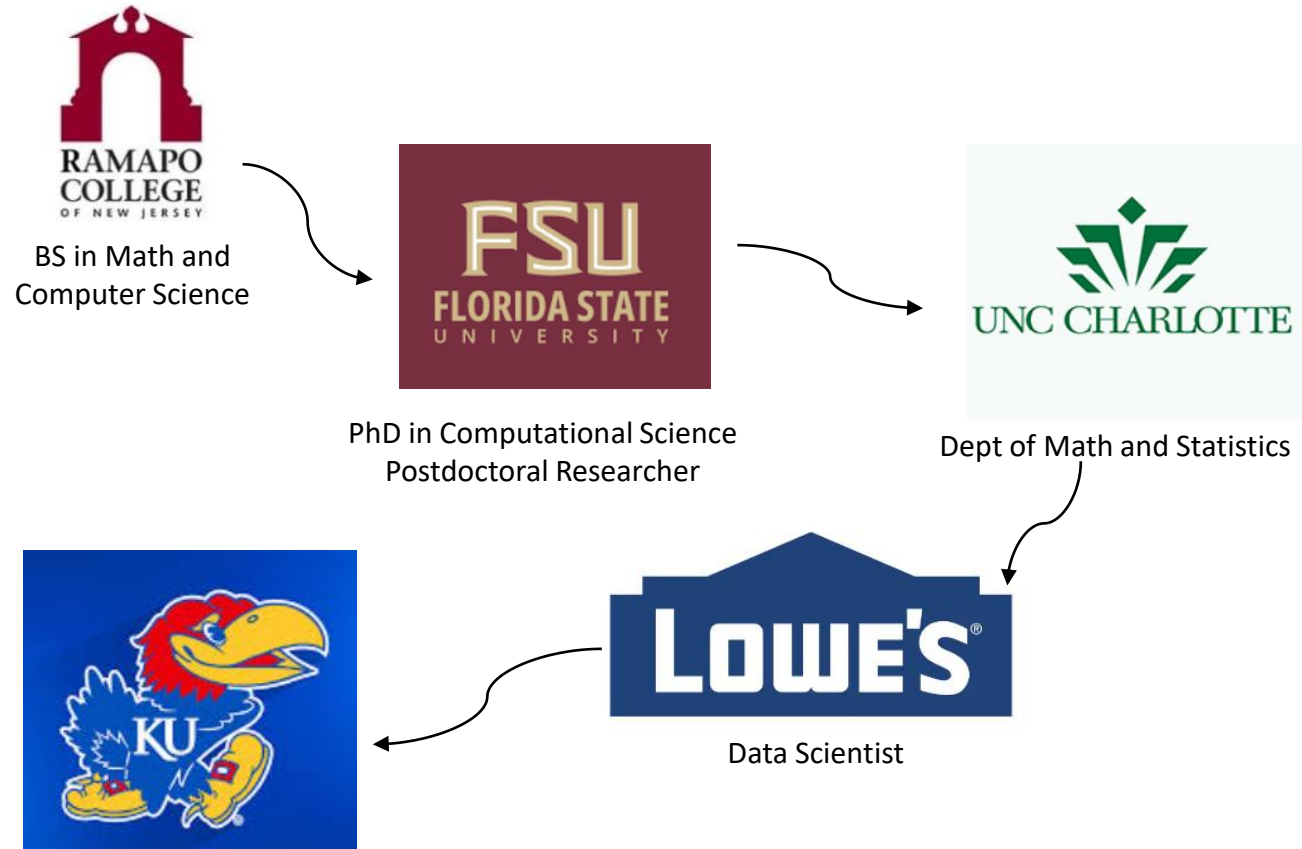 RAMAPO
COLLEGE
OF NEW JERSEY
BS in Math and
Computer Science
FSU
FLORIDA STATE
UNIVERSITY
PhD in Computational Science
Postdoctoral Researcher
UNC CHARLOTTE
Dept of Math and Statistics
LOWE'S®
Data Scientist
KU
®